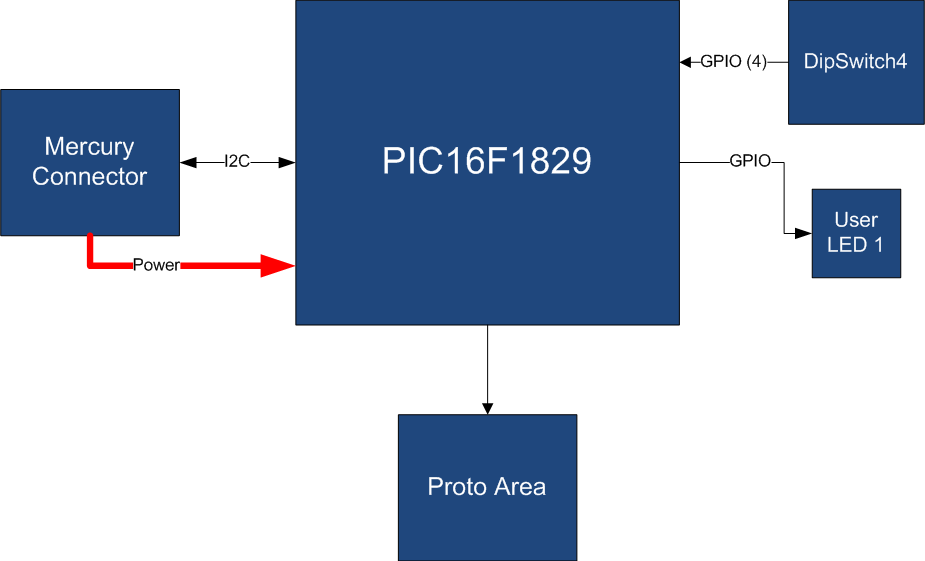 GPIO (4)
DipSwitch4
Mercury
Connector
I2C
PIC16F1829
GPIO
User
LED 1
Power
Proto Area